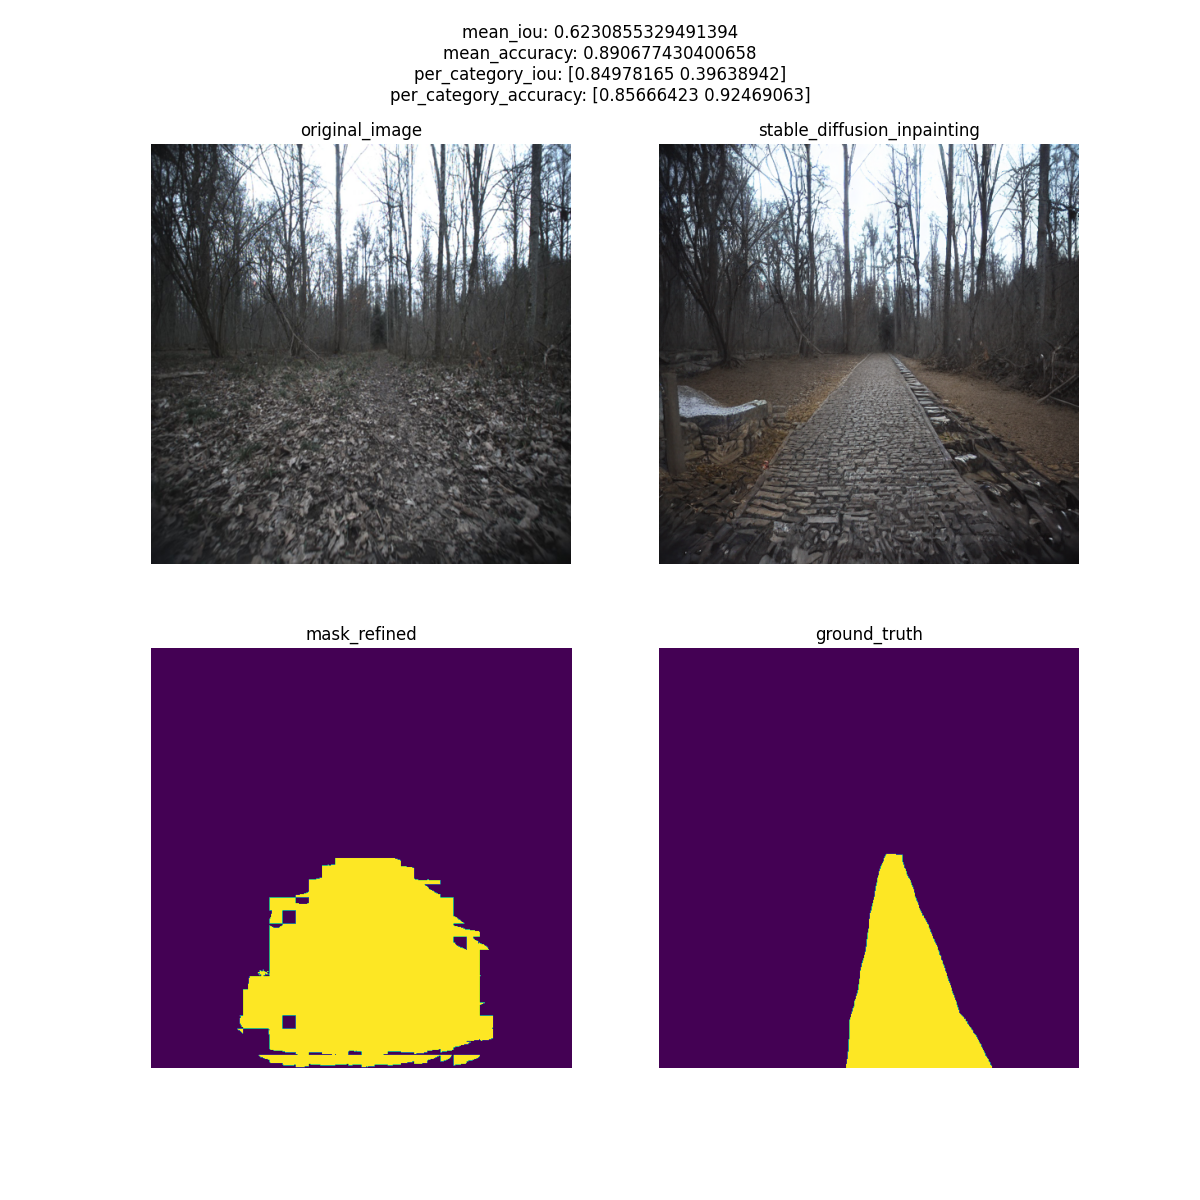 mean_iou: 0.6230855329491394
mean_accuracy: 0.890677430400658
per_category_iou: [0.84978165 0.39638942]
per_category_accuracy: [0.85666423 0.92469063]
original_image
stable_diffusion_inpainting
mask_refined
ground_truth